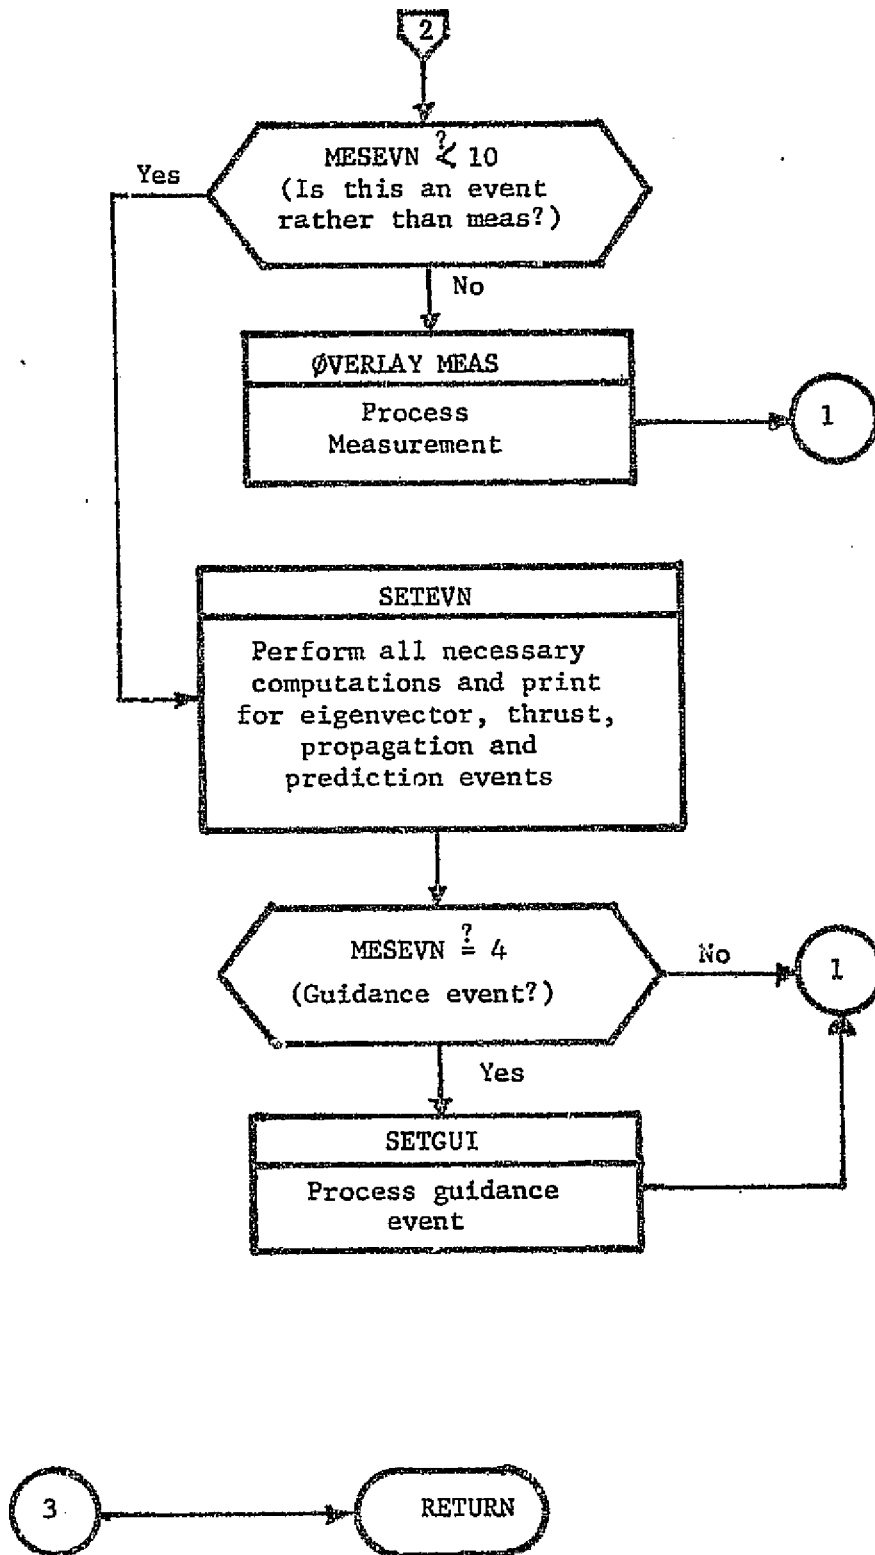 2
MESEVN ?< 10
(Is this an event
rather than meas?)
Yes
No
ØVERLAY MEAS
Process
Measurement
1
SETEVN
Perform all necessary
computations and print
for eigenvector, thrust,
propagation and
prediction events
MESEVN ?= 4
(Guidance event?)
No
1
Yes
SETGUI
Process guidance
event
3
RETURN